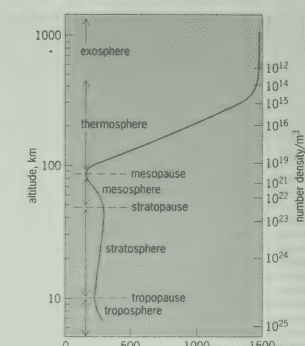 1000
exosphere
10¹²
10¹⁴
10¹⁵
thermosphere
10¹⁶
100
10¹⁹
mesopause
10²¹
mesosphere
10²²
stratopause
10²³
stratosphere
10²⁴
10
tropopause
troposphere
10²⁵
0
500
1000
1500
altitude, km
number density/m³